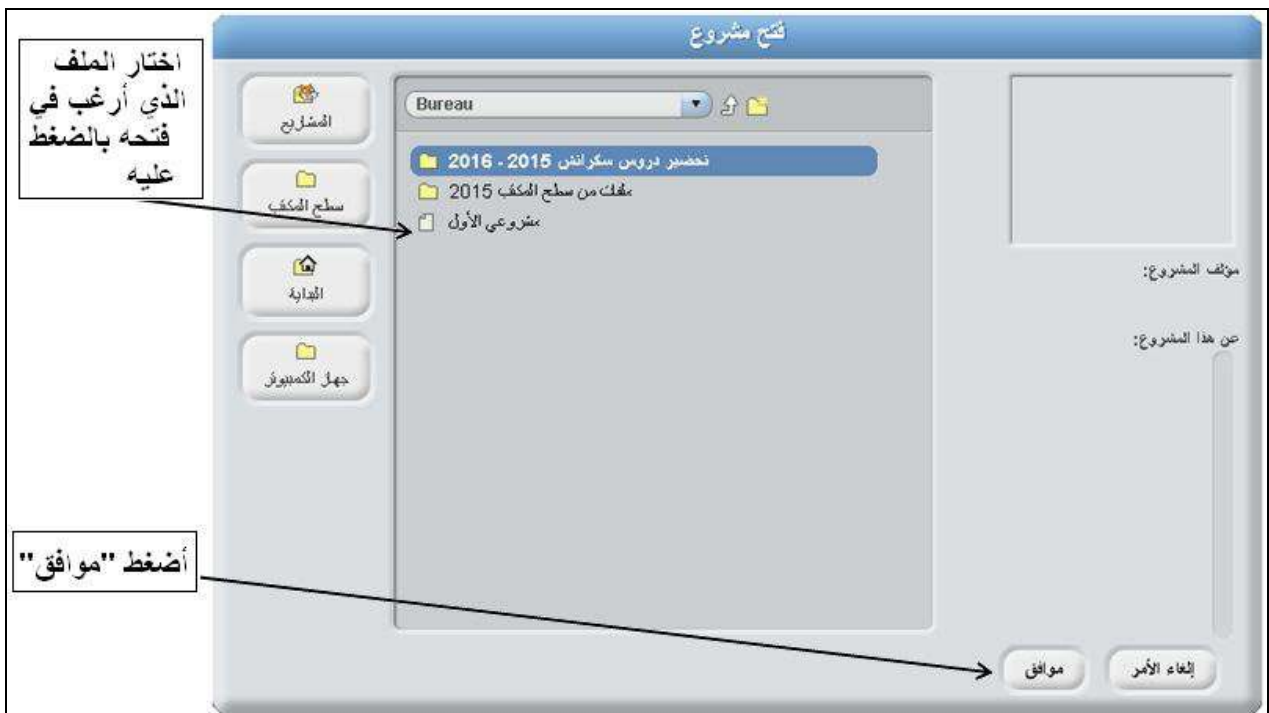 فتح مشروع
اختار الملف
الذي أرغب في
فتحه بالضغط
عليه
المشاريع
سطح المكتب
البداية
جهاز الكمبيوتر
Bureau
تحضير دروس سكراتش 2015 - 2016
ملفات من سطح المكتب 2015
مشروعي الأول
مؤلف المشروع:
عن هذا المشروع:
أضغط "موافق"
موافق
إلغاء الأمر